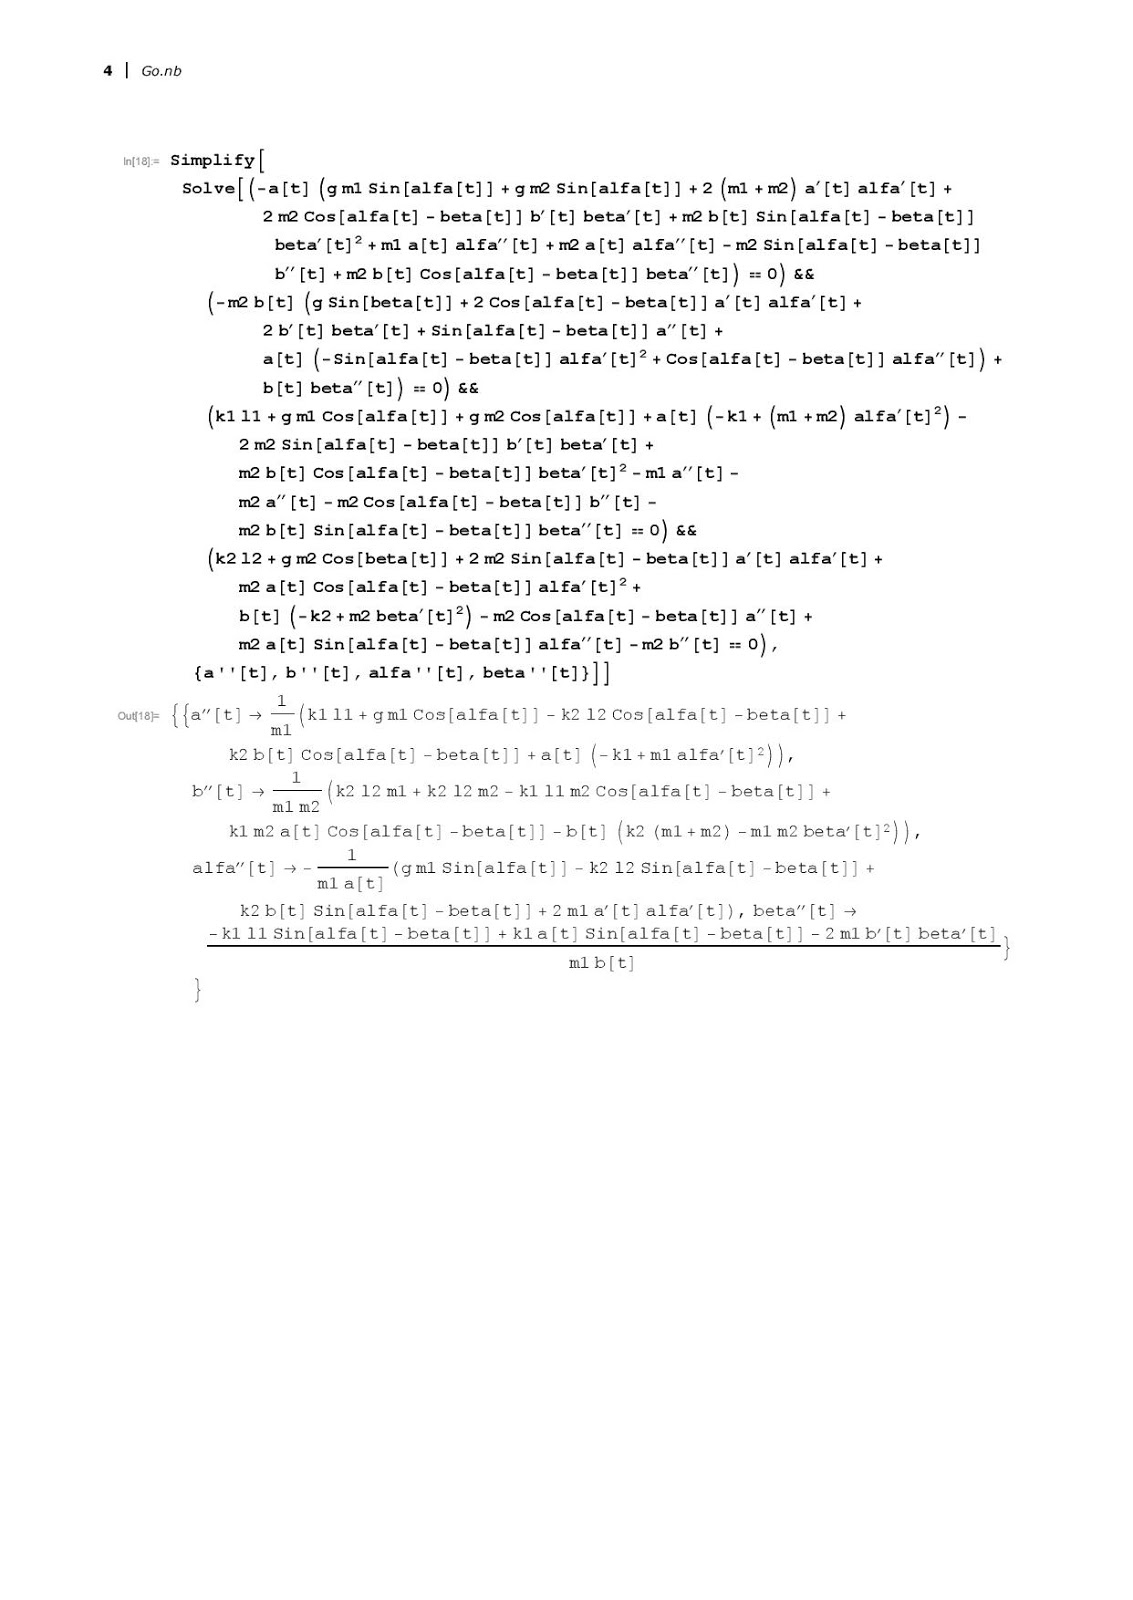 4 | Go.nb
In[18]:= Simplify[
Solve[(-a[t] (g m1 Sin[alfa[t]] + g m2 Sin[alfa[t]] + 2 (m1 + m2) a′[t] alfa′[t] +
2 m2 Cos[alfa[t] - beta[t]] b′[t] beta′[t] + m2 b[t] Sin[alfa[t] - beta[t]]
beta′[t]² + m1 a[t] alfa′′[t] + m2 a[t] alfa′′[t] - m2 Sin[alfa[t] - beta[t]]
b′′[t] + m2 b[t] Cos[alfa[t] - beta[t]] beta′′[t]) == 0) &&
(-m2 b[t] (g Sin[beta[t]] + 2 Cos[alfa[t] - beta[t]] a′[t] alfa′[t] +
2 b′[t] beta′[t] + Sin[alfa[t] - beta[t]] a′′[t] +
a[t] (-Sin[alfa[t] - beta[t]] alfa′[t]² + Cos[alfa[t] - beta[t]] alfa′′[t]) +
b[t] beta′′[t]) == 0) &&
(k1 l1 + g m1 Cos[alfa[t]] + g m2 Cos[alfa[t]] + a[t] (-k1 + (m1 + m2) alfa′[t]²) -
2 m2 Sin[alfa[t] - beta[t]] b′[t] beta′[t] +
m2 b[t] Cos[alfa[t] - beta[t]] beta′[t]² - m1 a′′[t] -
m2 a′′[t] - m2 Cos[alfa[t] - beta[t]] b′′[t] -
m2 b[t] Sin[alfa[t] - beta[t]] beta′′[t] == 0) &&
(k2 l2 + g m2 Cos[beta[t]] + 2 m2 Sin[alfa[t] - beta[t]] a′[t] alfa′[t] +
m2 a[t] Cos[alfa[t] - beta[t]] alfa′[t]² +
b[t] (-k2 + m2 beta′[t]²) - m2 Cos[alfa[t] - beta[t]] a′′[t] +
m2 a[t] Sin[alfa[t] - beta[t]] alfa′′[t] - m2 b′′[t] == 0),
{a''[t], b''[t], alfa''[t], beta''[t]}]]
Out[18]= {{a′′[t] → 1/m1 (k1 l1 + g m1 Cos[alfa[t]] - k2 l2 Cos[alfa[t] - beta[t]] +
k2 b[t] Cos[alfa[t] - beta[t]] + a[t] (-k1 + m1 alfa′[t]²)),
b′′[t] → 1/(m1 m2) (k2 l2 m1 + k2 l2 m2 - k1 l1 m2 Cos[alfa[t] - beta[t]] +
k1 m2 a[t] Cos[alfa[t] - beta[t]] - b[t] (k2 (m1 + m2) - m1 m2 beta′[t]²)),
alfa′′[t] → - 1/(m1 a[t]) (g m1 Sin[alfa[t]] - k2 l2 Sin[alfa[t] - beta[t]] +
k2 b[t] Sin[alfa[t] - beta[t]] + 2 m1 a′[t] alfa′[t]), beta′′[t] →
-k1 l1 Sin[alfa[t] - beta[t]] + k1 a[t] Sin[alfa[t] - beta[t]] - 2 m1 b′[t] beta′[t] }
m1 b[t]
}